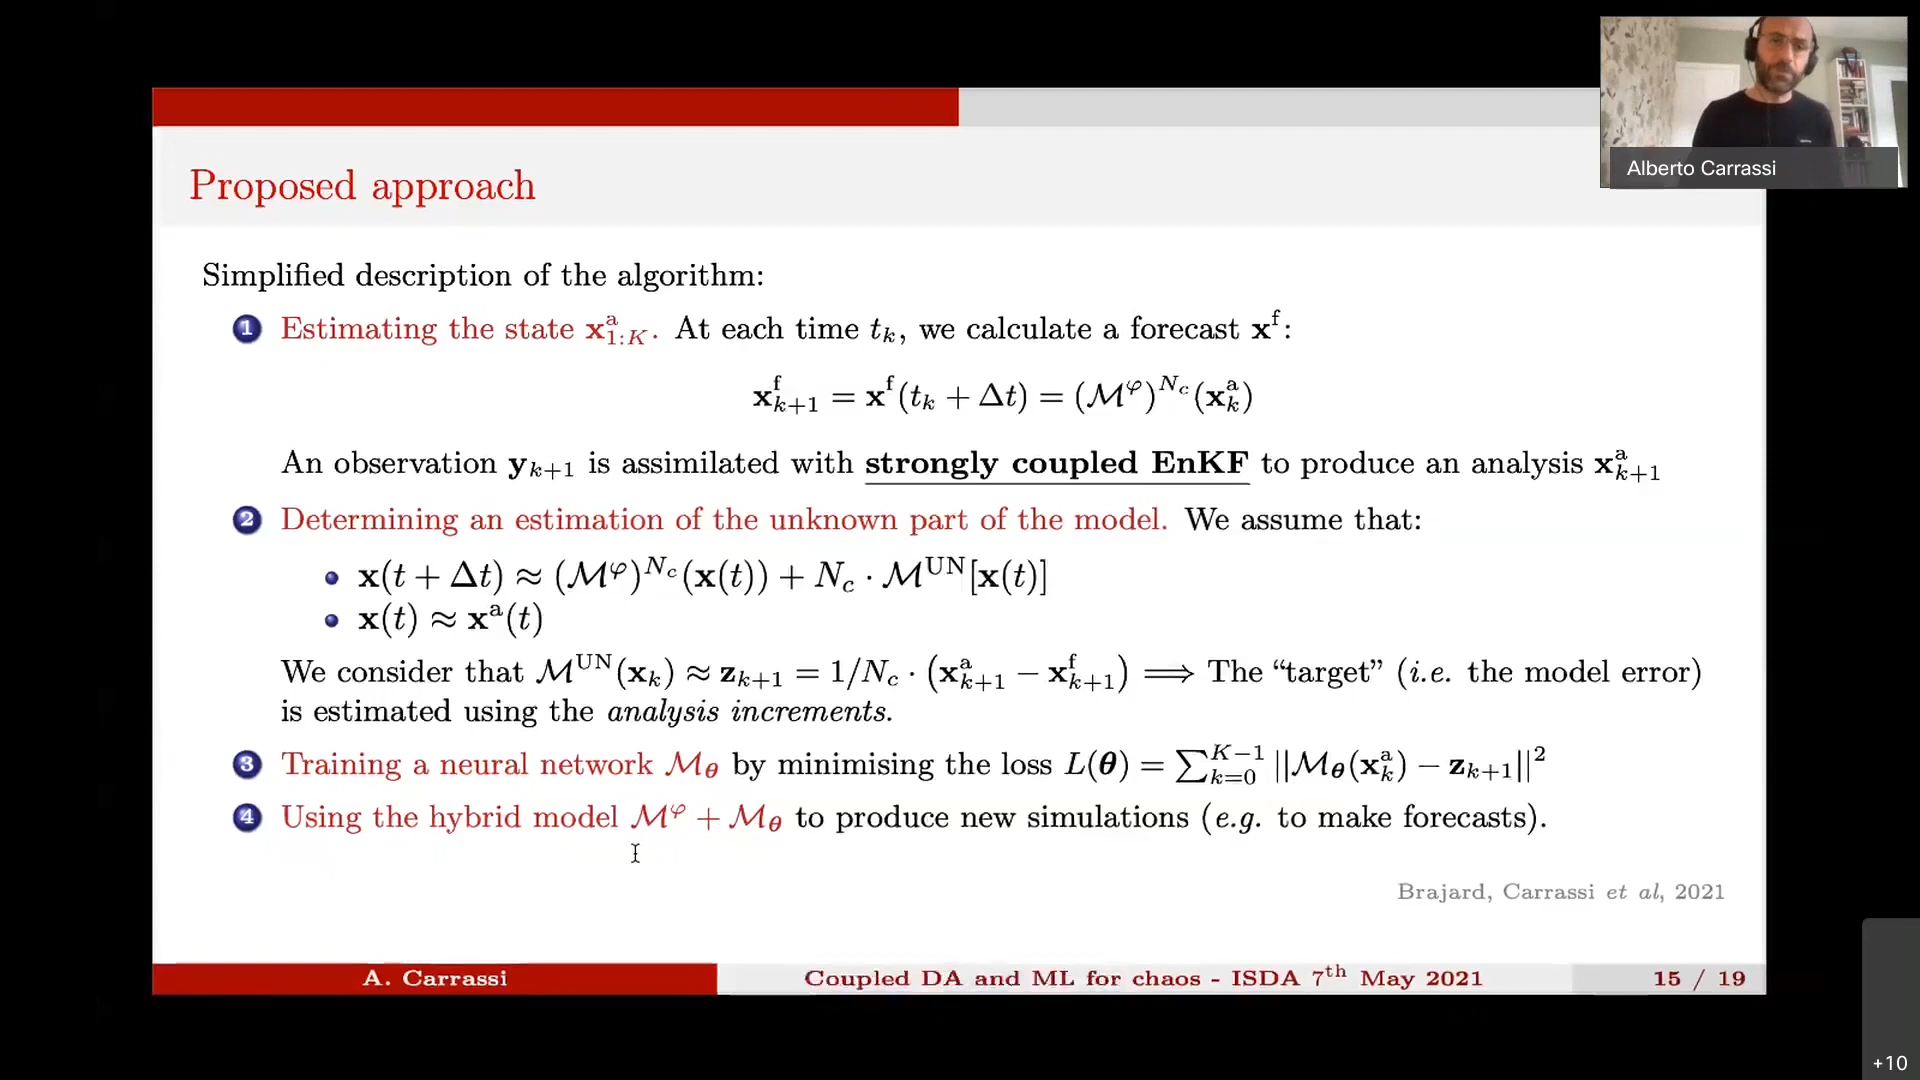 Alberto Carrassi
Proposed approach
Simplified description of the algorithm:
1 Estimating the state x^a_{1:K}. At each time t_k, we calculate a forecast x^f:
x^f_{k+1} = x^f(t_k + Δt) = (ℳ^φ)^{N_c}(x^a_k)
An observation y_{k+1} is assimilated with strongly coupled EnKF to produce an analysis x^a_{k+1}
2 Determining an estimation of the unknown part of the model. We assume that:
• x(t + Δt) ≈ (ℳ^φ)^{N_c}(x(t)) + N_c · ℳ^{UN}[x(t)]
• x(t) ≈ x^a(t)
We consider that ℳ^{UN}(x_k) ≈ z_{k+1} = 1/N_c · (x^a_{k+1} − x^f_{k+1}) ⟹ The “target” (i.e. the model error)
is estimated using the analysis increments.
3 Training a neural network ℳ_θ by minimising the loss L(θ) = ∑_{k=0}^{K−1} ||ℳ_θ(x^a_k) − z_{k+1}||^2
4 Using the hybrid model ℳ^φ + ℳ_θ to produce new simulations (e.g. to make forecasts).
Brajard, Carrassi et al, 2021
A. Carrassi
Coupled DA and ML for chaos - ISDA 7th May 2021
15 / 19
+10